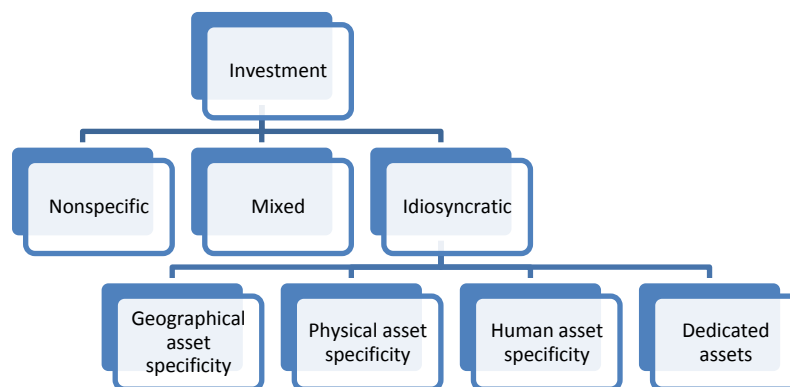 Investment
Nonspecific
Mixed
Idiosyncratic
Geographical
asset
specificity
Physical asset
specificity
Human asset
specificity
Dedicated
assets